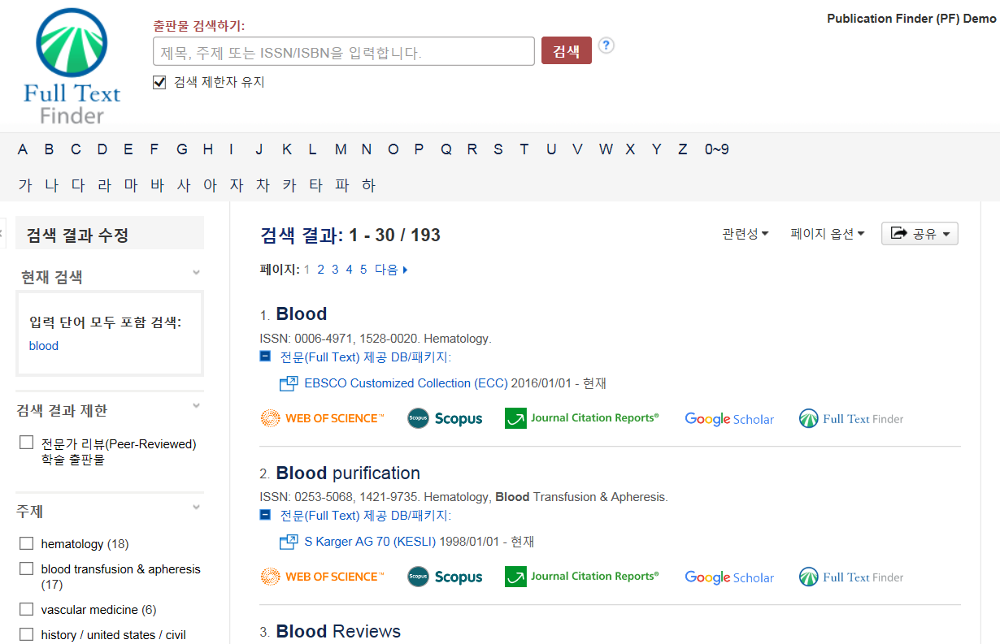 Full Text
Finder
출판물 검색하기:
제목, 주제 또는 ISSN/ISBN을 입력합니다.
검색
?
검색 제한자 유지
Publication Finder (PF) Demo
A B C D E F G H I J K L M N O P Q R S T U V W X Y Z 0~9
가 나 다 라 마 바 사 아 자 차 카 타 파 하
검색 결과 수정
현재 검색
입력 단어 모두 포함 검색:
blood
검색 결과 제한
전문가 리뷰(Peer-Reviewed)
학술 출판물
주제
hematology (18)
blood transfusion & apheresis
(17)
vascular medicine (6)
history / united states / civil
검색 결과: 1 - 30 / 193
관련성 페이지 옵션 공유
페이지: 1 2 3 4 5 다음
1. Blood
ISSN: 0006-4971, 1528-0020. Hematology.
전문(Full Text) 제공 DB/패키지:
EBSCO Customized Collection (ECC) 2016/01/01 - 현재
WEB OF SCIENCE™ Scopus Scopus Journal Citation Reports® Google Scholar Full Text Finder
2. Blood purification
ISSN: 0253-5068, 1421-9735. Hematology, Blood Transfusion & Apheresis.
전문(Full Text) 제공 DB/패키지:
S Karger AG 70 (KESLI) 1998/01/01 - 현재
WEB OF SCIENCE™ Scopus Scopus Journal Citation Reports® Google Scholar Full Text Finder
3. Blood Reviews